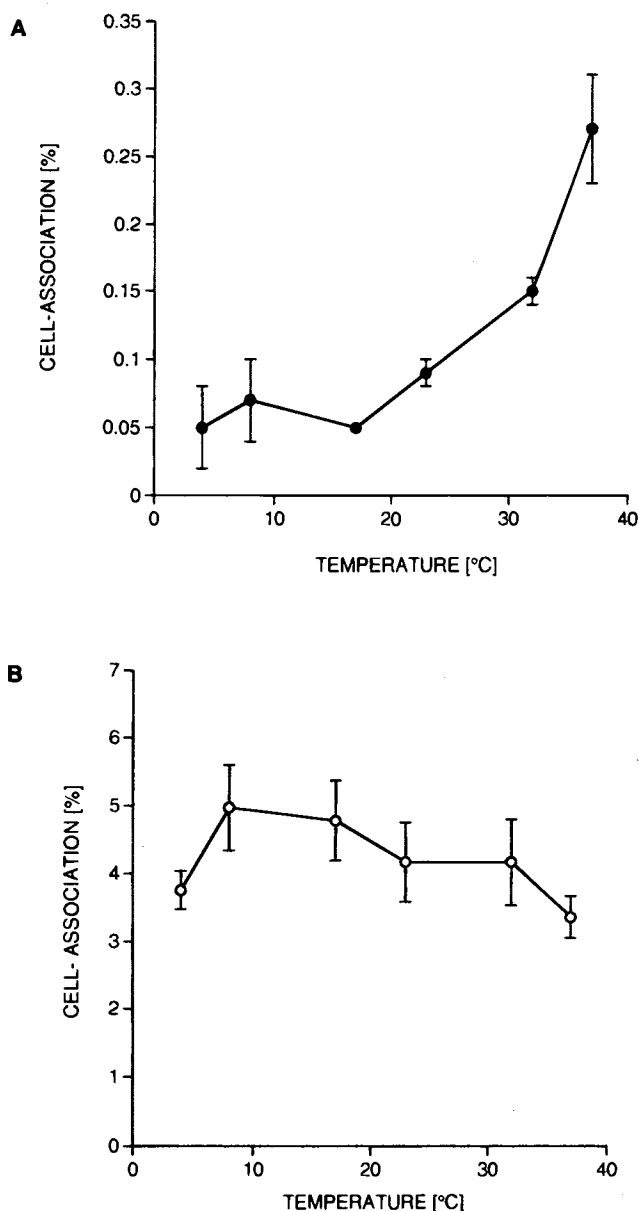 A
0.35
0.3
0.25
0.2
0.15
0.1
0.05
0
CELL-ASSOCIATION [%]
0 10 20 30 40
TEMPERATURE [°C]
B
7
6
5
4
3
2
1
0
CELL- ASSOCIATION [%]
0 10 20 30 40
TEMPERATURE [°C]